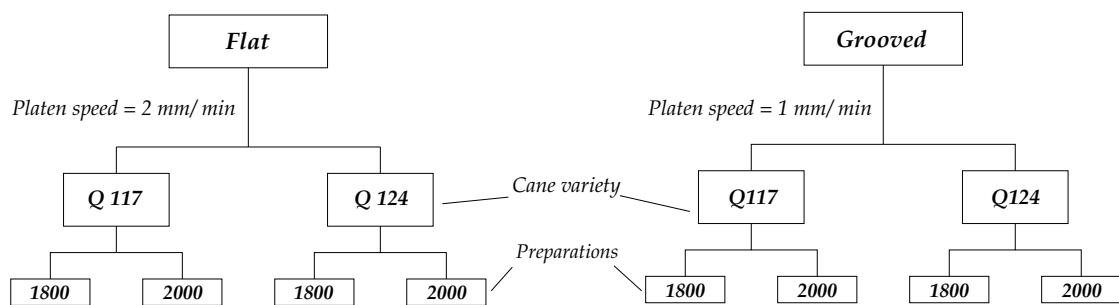 Flat
Grooved
Platen speed = 2 mm/ min
Platen speed = 1 mm/ min
Q 117
Q 124
Cane variety
Q117
Q124
Preparations
1800
2000
1800
2000
1800
2000
1800
2000